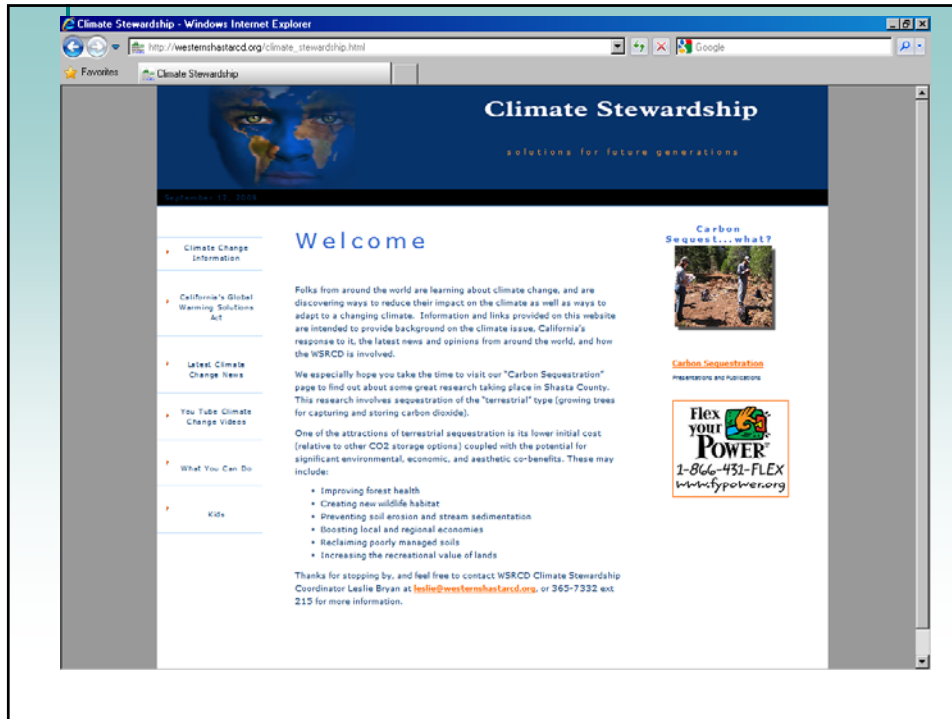 Climate Stewardship - Windows Internet Explorer
http://westernshastarcd.org/climate_stewardship.html
Google
Favorites
Climate Stewardship
Climate Stewardship
solutions for future generations
September 12, 2009
Climate Change
Information
California's Global
Warming Solutions
Act
Latest Climate
Change News
You Tube Climate
Change Videos
What You Can Do
Kids
Welcome
Folks from around the world are learning about climate change, and are
discovering ways to reduce their impact on the climate as well as ways to
adapt to a changing climate. Information and links provided on this website
are intended to provide background on the climate issue, California's
response to it, the latest news and opinions from around the world, and how
the WSRCD is involved.
We especially hope you take the time to visit our "Carbon Sequestration"
page to find out about some great research taking place in Shasta County.
This research involves sequestration of the "terrestrial" type (growing trees
for capturing and storing carbon dioxide).
One of the attractions of terrestrial sequestration is its lower initial cost
(relative to other CO2 storage options) coupled with the potential for
significant environmental, economic, and aesthetic co-benefits. These may
include:
• Improving forest health
• Creating new wildlife habitat
• Preventing soil erosion and stream sedimentation
• Boosting local and regional economies
• Reclaiming poorly managed soils
• Increasing the recreational value of lands
Thanks for stopping by, and feel free to contact WSRCD Climate Stewardship
Coordinator Leslie Bryan at leslie@westernshastarcd.org, or 365-7332 ext
215 for more information.
Carbon
Sequest...what?
Carbon Sequestration
Presentations and Publications
Flex
your
POWER
1-866-431-FLEX
www.fypower.org